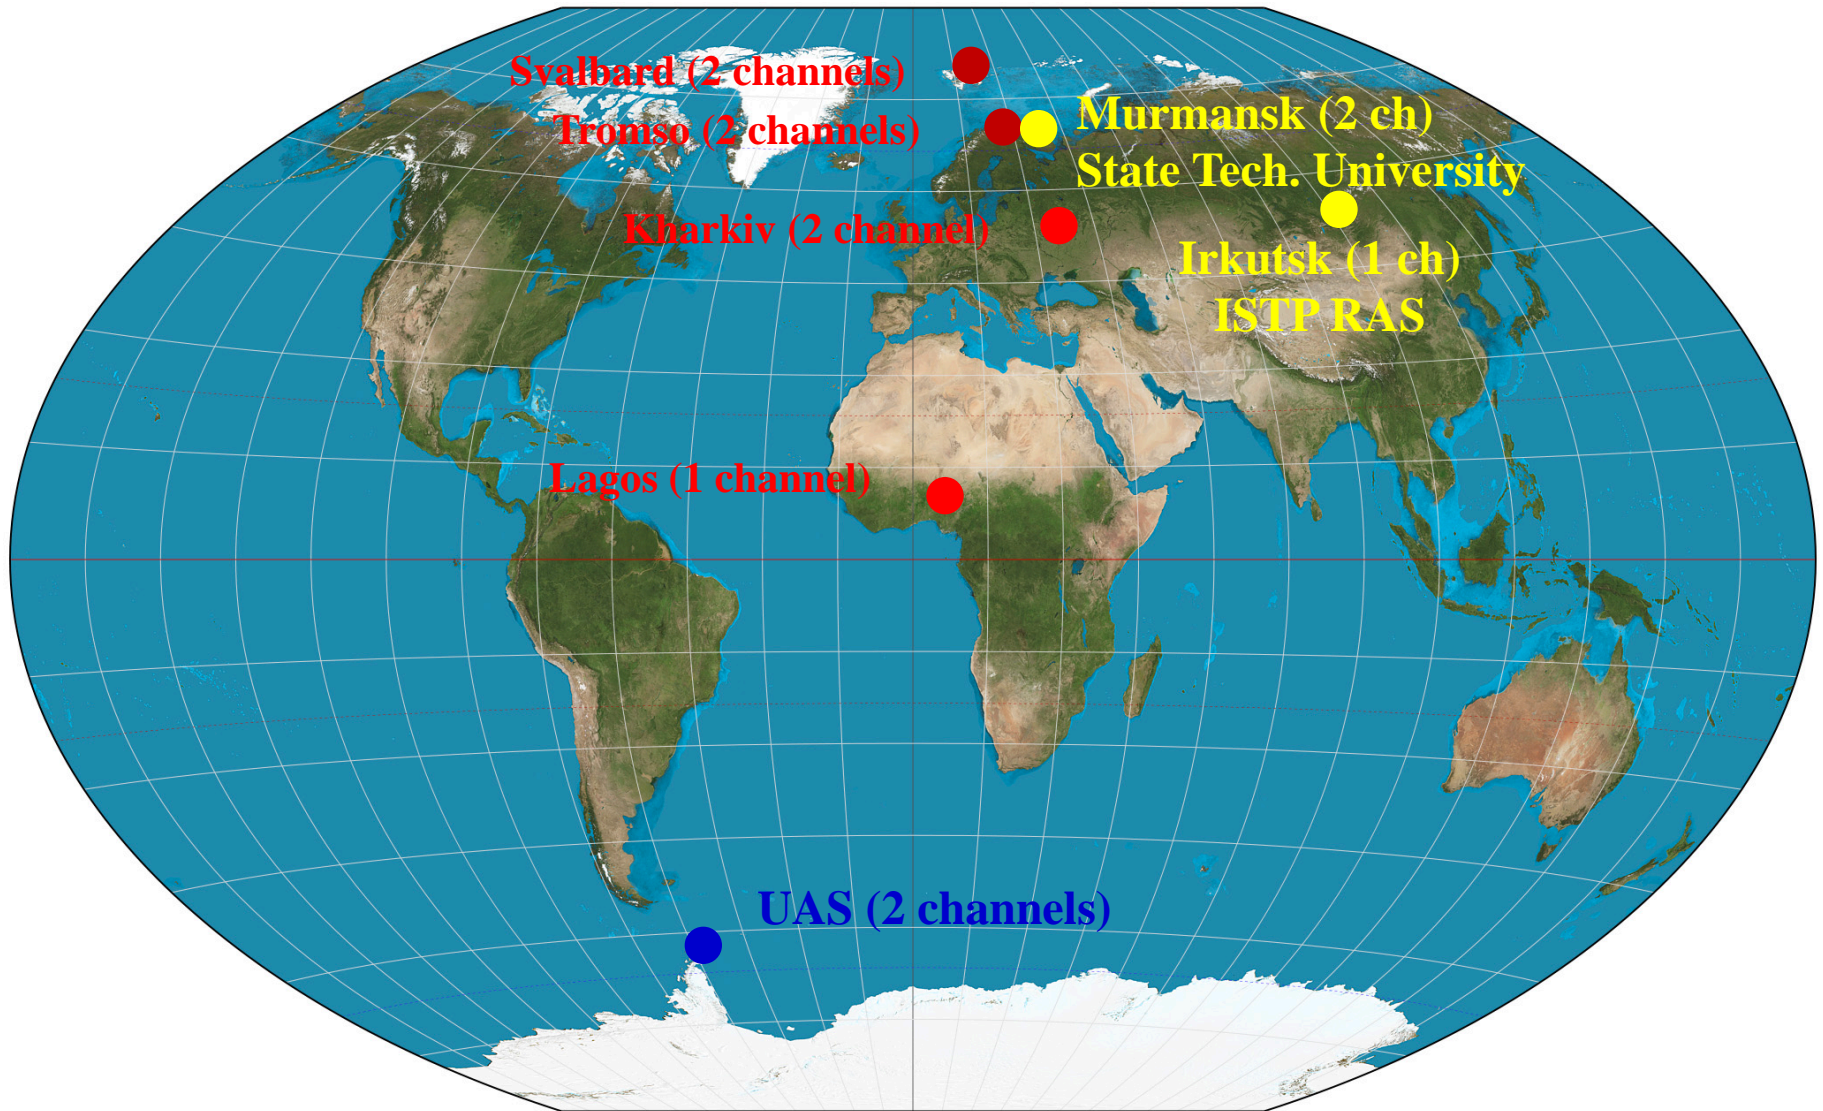 Svalbard (2 channels)
Tromso (2 channels)
Murmansk (2 ch)
State Tech. University
Kharkiv (2 channel)
Irkutsk (1 ch)
ISTP RAS
Lagos (1 channel)
UAS (2 channels)